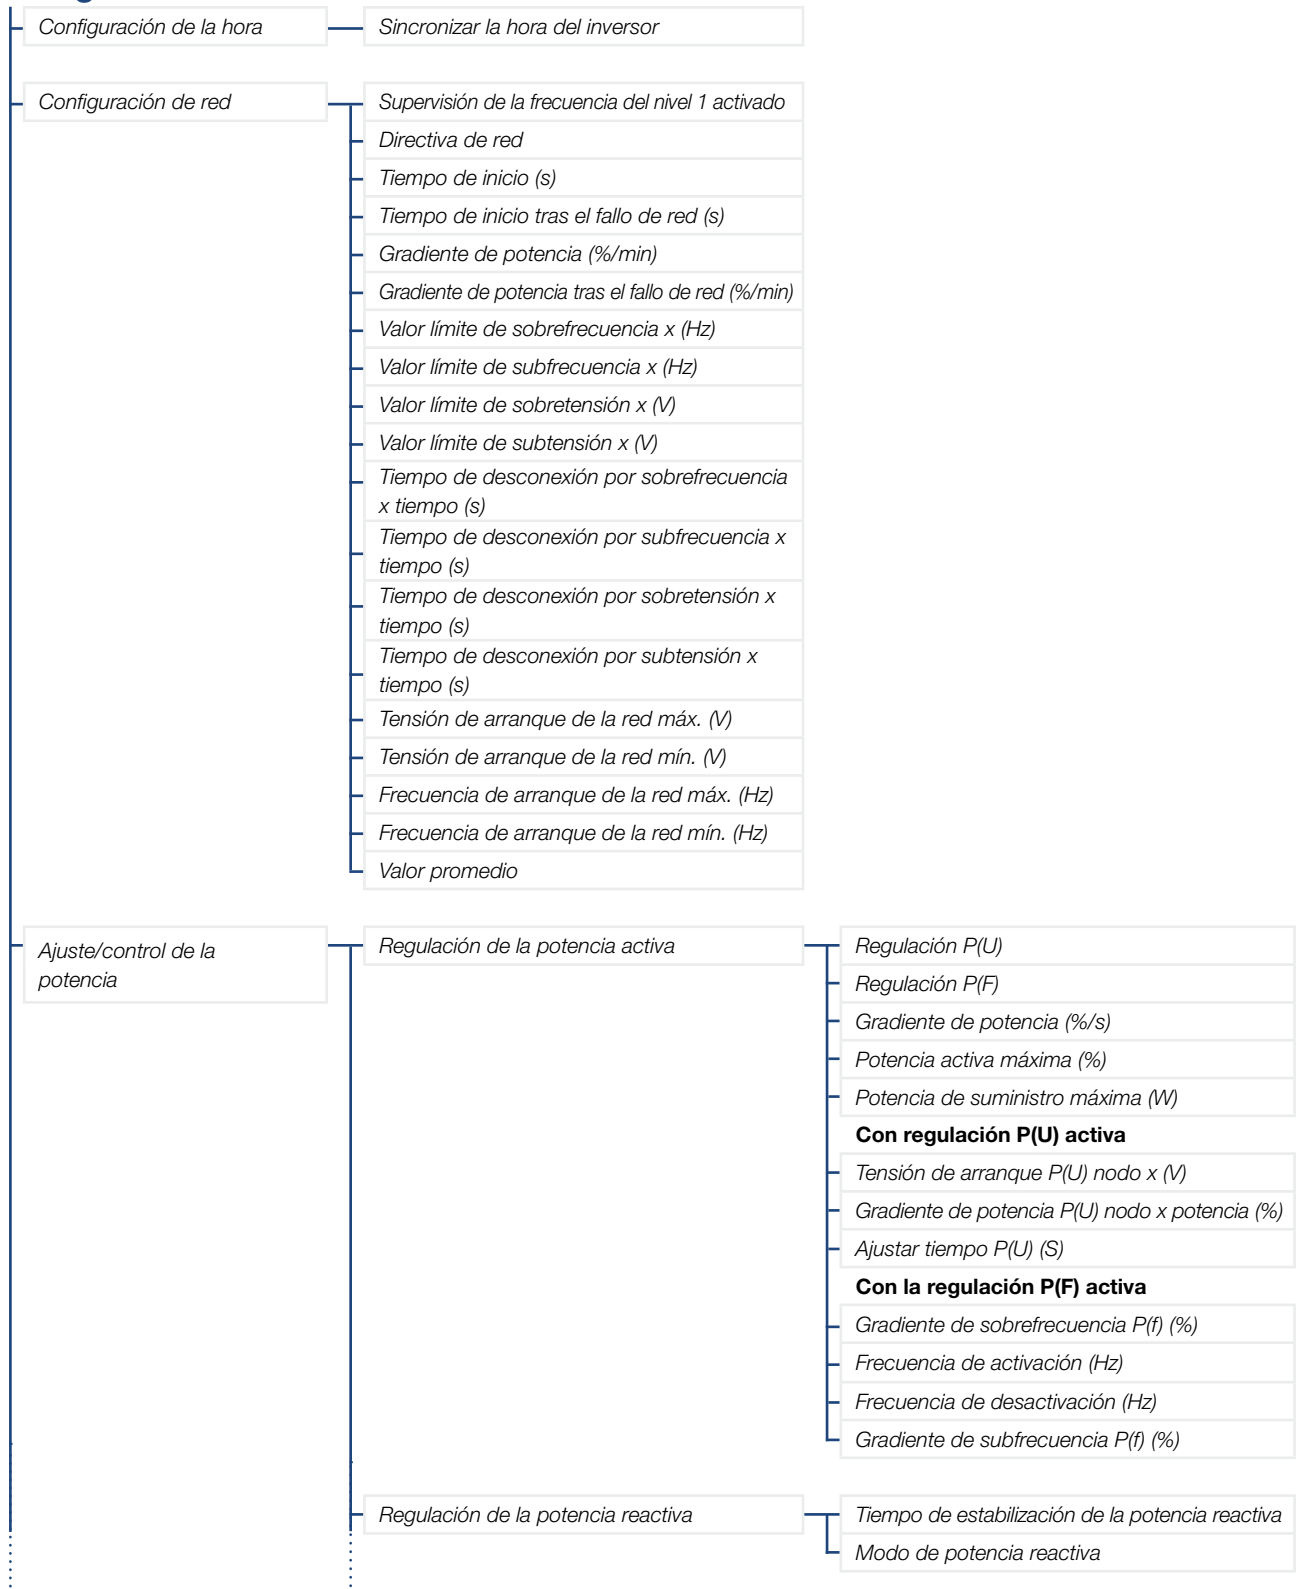 Configuración de la hora
Sincronizar la hora del inversor
Configuración de red
Supervisión de la frecuencia del nivel 1 activado
Directiva de red
Tiempo de inicio (s)
Tiempo de inicio tras el fallo de red (s)
Gradiente de potencia (%/min)
Gradiente de potencia tras el fallo de red (%/min)
Valor límite de sobrefrecuencia x (Hz)
Valor límite de subfrecuencia x (Hz)
Valor límite de sobretensión x (V)
Valor límite de subtensión x (V)
Tiempo de desconexión por sobrefrecuencia
x tiempo (s)
Tiempo de desconexión por subfrecuencia x
tiempo (s)
Tiempo de desconexión por sobretensión x
tiempo (s)
Tiempo de desconexión por subtensión x
tiempo (s)
Tensión de arranque de la red máx. (V)
Tensión de arranque de la red mín. (V)
Frecuencia de arranque de la red máx. (Hz)
Frecuencia de arranque de la red mín. (Hz)
Valor promedio
Ajuste/control de la
potencia
Regulación de la potencia activa
Regulación P(U)
Regulación P(F)
Gradiente de potencia (%/s)
Potencia activa máxima (%)
Potencia de suministro máxima (W)
Con regulación P(U) activa
Tensión de arranque P(U) nodo x (V)
Gradiente de potencia P(U) nodo x potencia (%)
Ajustar tiempo P(U) (S)
Con la regulación P(F) activa
Gradiente de sobrefrecuencia P(f) (%)
Frecuencia de activación (Hz)
Frecuencia de desactivación (Hz)
Gradiente de subfrecuencia P(f) (%)
Regulación de la potencia reactiva
Tiempo de estabilización de la potencia reactiva
Modo de potencia reactiva